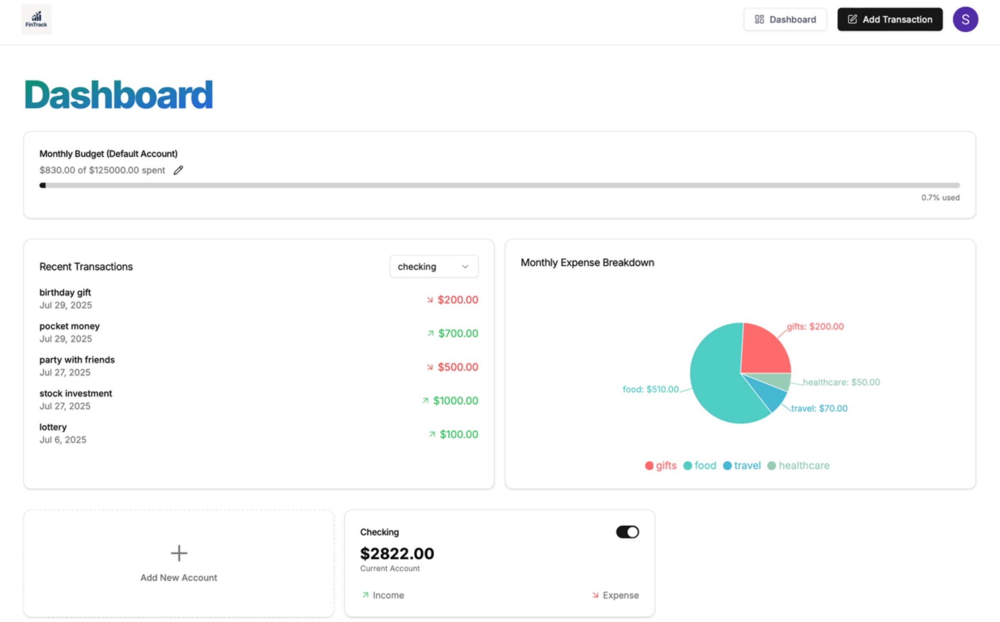 FinTrack
Dashboard
Add Transaction
S
Dashboard
Monthly Budget (Default Account)
$830.00 of $125000.00 spent
0.7% used
Recent Transactions
checking
birthday gift
Jul 29, 2025
$200.00
pocket money
Jul 29, 2025
$700.00
party with friends
Jul 27, 2025
$500.00
stock investment
Jul 27, 2025
$1000.00
lottery
Jul 6, 2025
$100.00
Monthly Expense Breakdown
gifts: $200.00
healthcare: $50.00
food: $510.00
travel: $70.00
gifts food travel healthcare
Add New Account
Checking
$2822.00
Current Account
Income
Expense